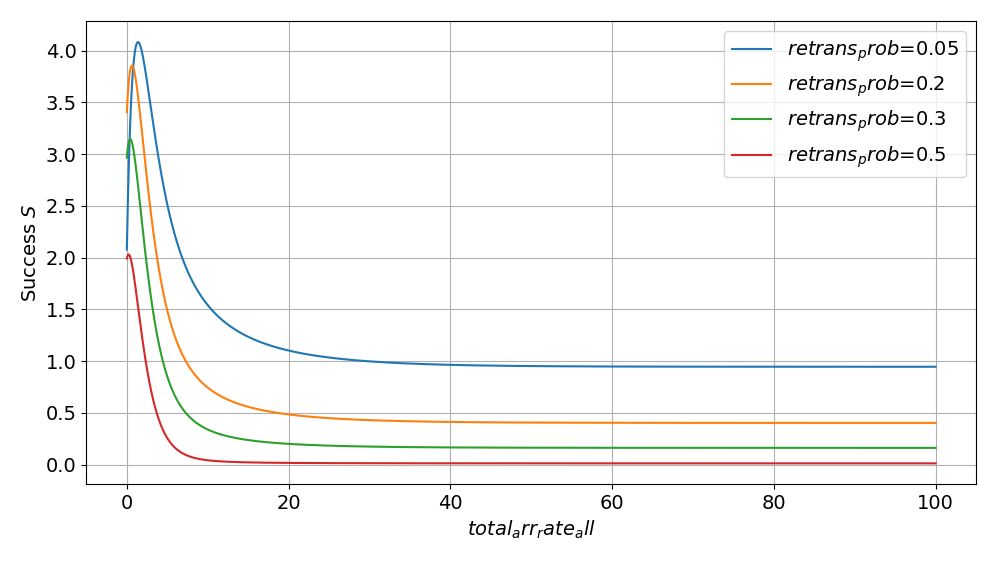 4.0
3.5
3.0
2.5
2.0
1.5
1.0
0.5
0.0
Success S
retrans_prob=0.05
retrans_prob=0.2
retrans_prob=0.3
retrans_prob=0.5
0 20 40 60 80 100
total_arr_rate_all